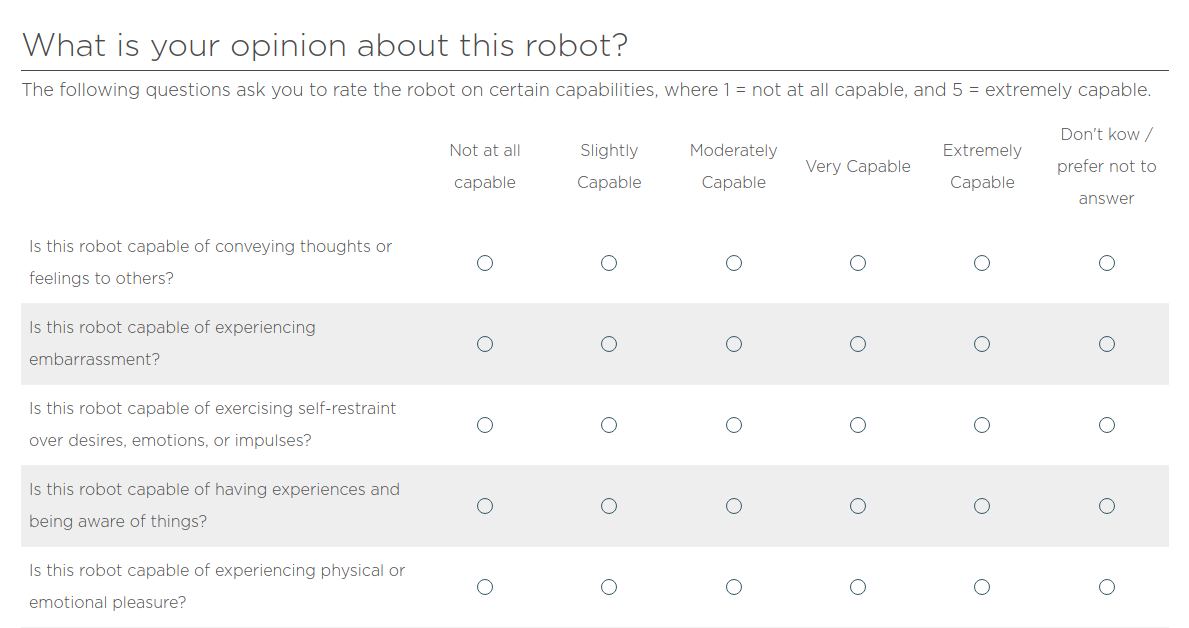 What is your opinion about this robot?
The following questions ask you to rate the robot on certain capabilities, where 1 = not at all capable, and 5 = extremely capable.
Not at all
capable
Slightly
Capable
Moderately
Capable
Very Capable
Extremely
Capable
Don't kow /
prefer not to
answer
Is this robot capable of conveying thoughts or
feelings to others?
Is this robot capable of experiencing
embarrassment?
Is this robot capable of exercising self-restraint
over desires, emotions, or impulses?
Is this robot capable of having experiences and
being aware of things?
Is this robot capable of experiencing physical or
emotional pleasure?